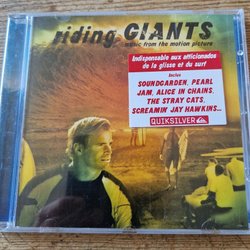 riding GIANTS
music from the motion picture
Indispensable aux afficionados
de la glisse et du surf
Inclus
SOUNDGARDEN, PEARL
JAM, ALICE IN CHAINS,
THE STRAY CATS,
SCREAMIN JAY HAWKINS...
QUIKSILVER